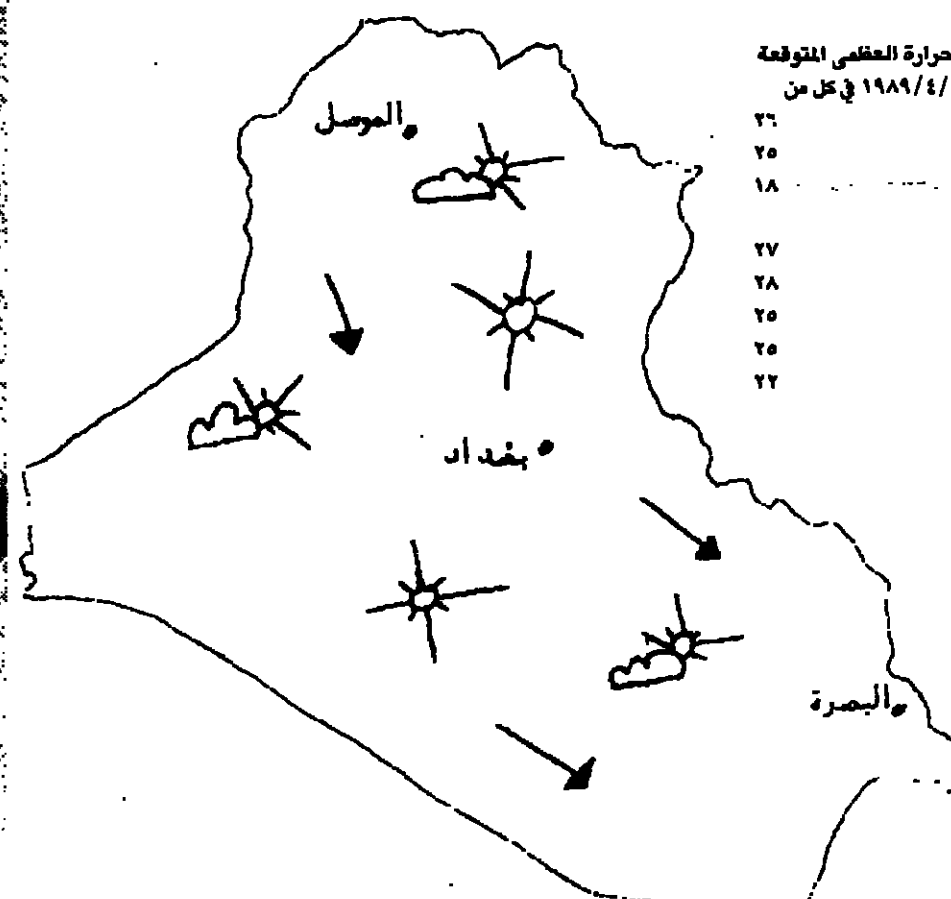 حرارة العظمى المتوقعة
/١٩٨٩/٤ في كل من
٢٦
٢٥
١٨
٢٧
٢٨
٢٥
٢٥
٢٢
الموصل
بغداد
البصرة